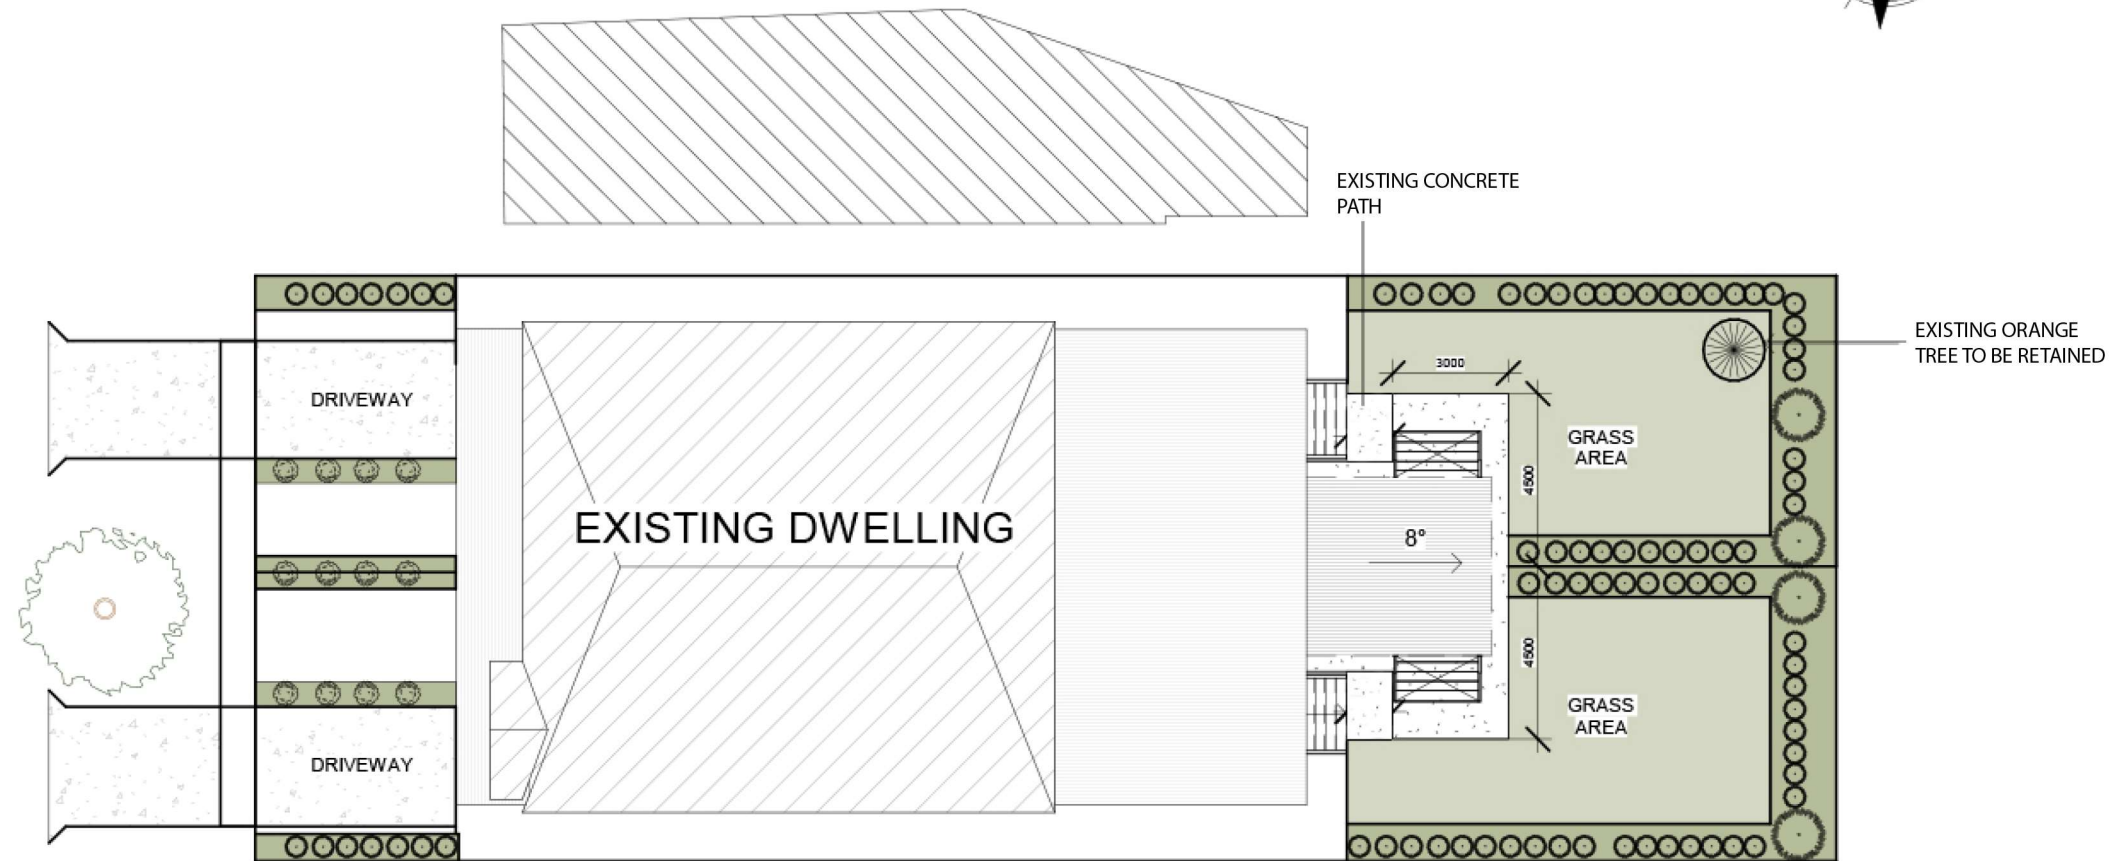 EXISTING CONCRETE
PATH
EXISTING ORANGE
TREE TO BE RETAINED
3000
DRIVEWAY
GRASS
AREA
4500
EXISTING DWELLING
8°
4500
GRASS
AREA
DRIVEWAY